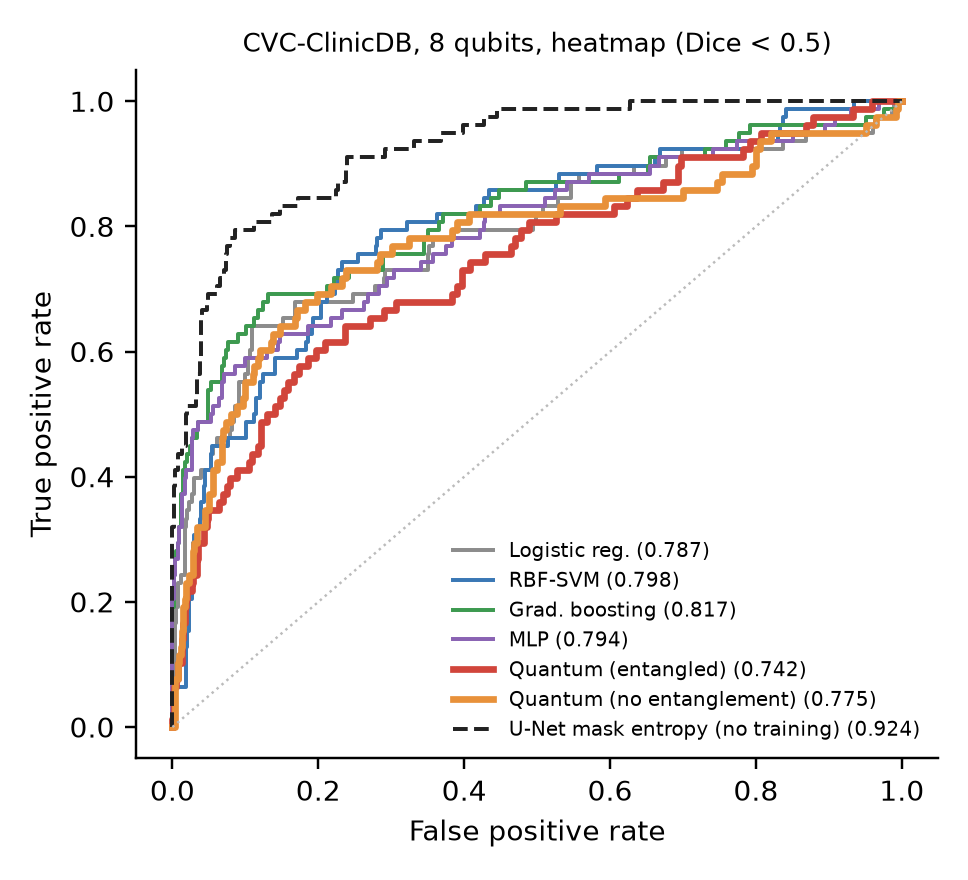 CVC-ClinicDB, 8 qubits, heatmap (Dice < 0.5)
1.0
0.8
0.6
0.4
0.2
0.0
True positive rate
Logistic reg. (0.787)
RBF-SVM (0.798)
Grad. boosting (0.817)
MLP (0.794)
Quantum (entangled) (0.742)
Quantum (no entanglement) (0.775)
U-Net mask entropy (no training) (0.924)
0.0 0.2 0.4 0.6 0.8 1.0
False positive rate